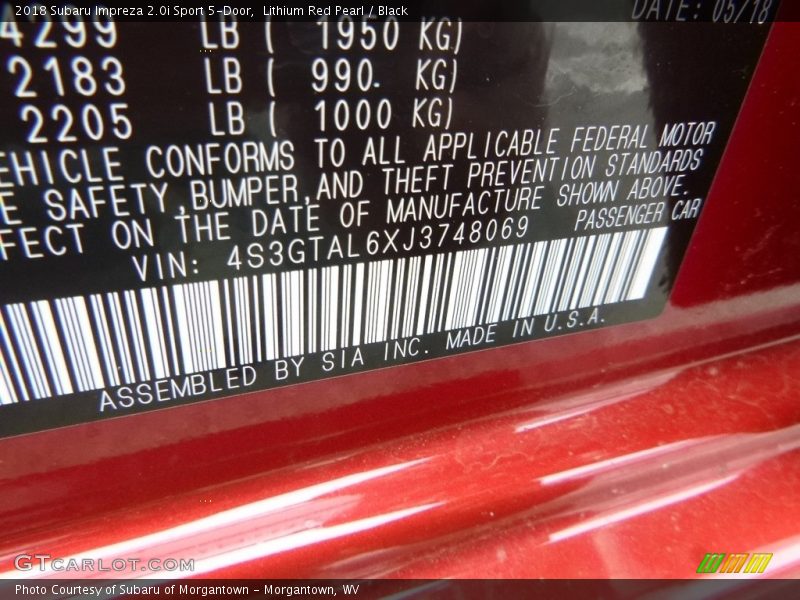 2018 Subaru Impreza 2.0i Sport 5-Door, Lithium Red Pearl / Black
DATE: 05/18
4299 LB ( 1950 KG)
2183 LB ( 990. KG)
2205 LB ( 1000 KG)
EHICLE CONFORMS TO ALL APPLICABLE FEDERAL MOTOR
E SAFETY,BUMPER,AND THEFT PREVENTION STANDARDS
FECT ON THE DATE OF MANUFACTURE SHOWN ABOVE.
VIN: 4S3GTAL6XJ3748069 PASSENGER CAR
ASSEMBLED BY SIA INC. MADE IN U.S.A.
GTCARLOT.COM
Photo Courtesy of Subaru of Morgantown - Morgantown, WV